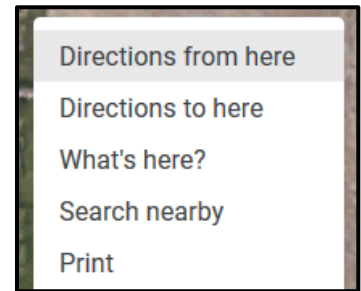 Directions from here
Directions to here
What's here?
Search nearby
Print